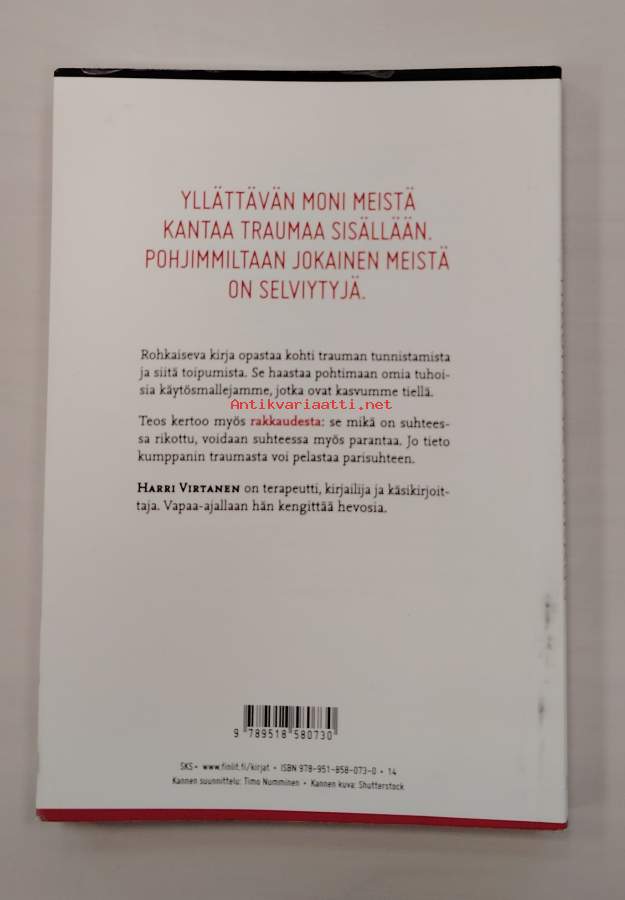 YLLÄTTÄVÄN MONI MEISTÄ
KANTAA TRAUMAA SISÄLLÄÄN.
POHJIMMILTAAN JOKAINEN MEISTÄ
ON SELVIYTYJÄ.
Rohkaiseva kirja opastaa kohti trauman tunnistamista
ja siitä toipumista. Se haastaa pohtimaan omia tuhoi-
sia käytösmallejamme, jotka ovat kasvumme tiellä.
Antikvariaatti.net
Teos kertoo myös rakkaudesta: se mikä on suhtees-
sa rikottu, voidaan suhteessa myös parantaa. Jo tieto
kumppanin traumasta voi pelastaa parisuhteen.
HARRI VIRTANEN on terapeutti, kirjailija ja käsikirjoit-
taja. Vapaa-ajallaan hän kengittää hevosia.
9 789518 580730
SKS • www.finlit.fi/kirjat • ISBN 978-951-858-073-0 • 14
Kannen suunnittelu: Timo Numminen • Kannen kuva: Shutterstock